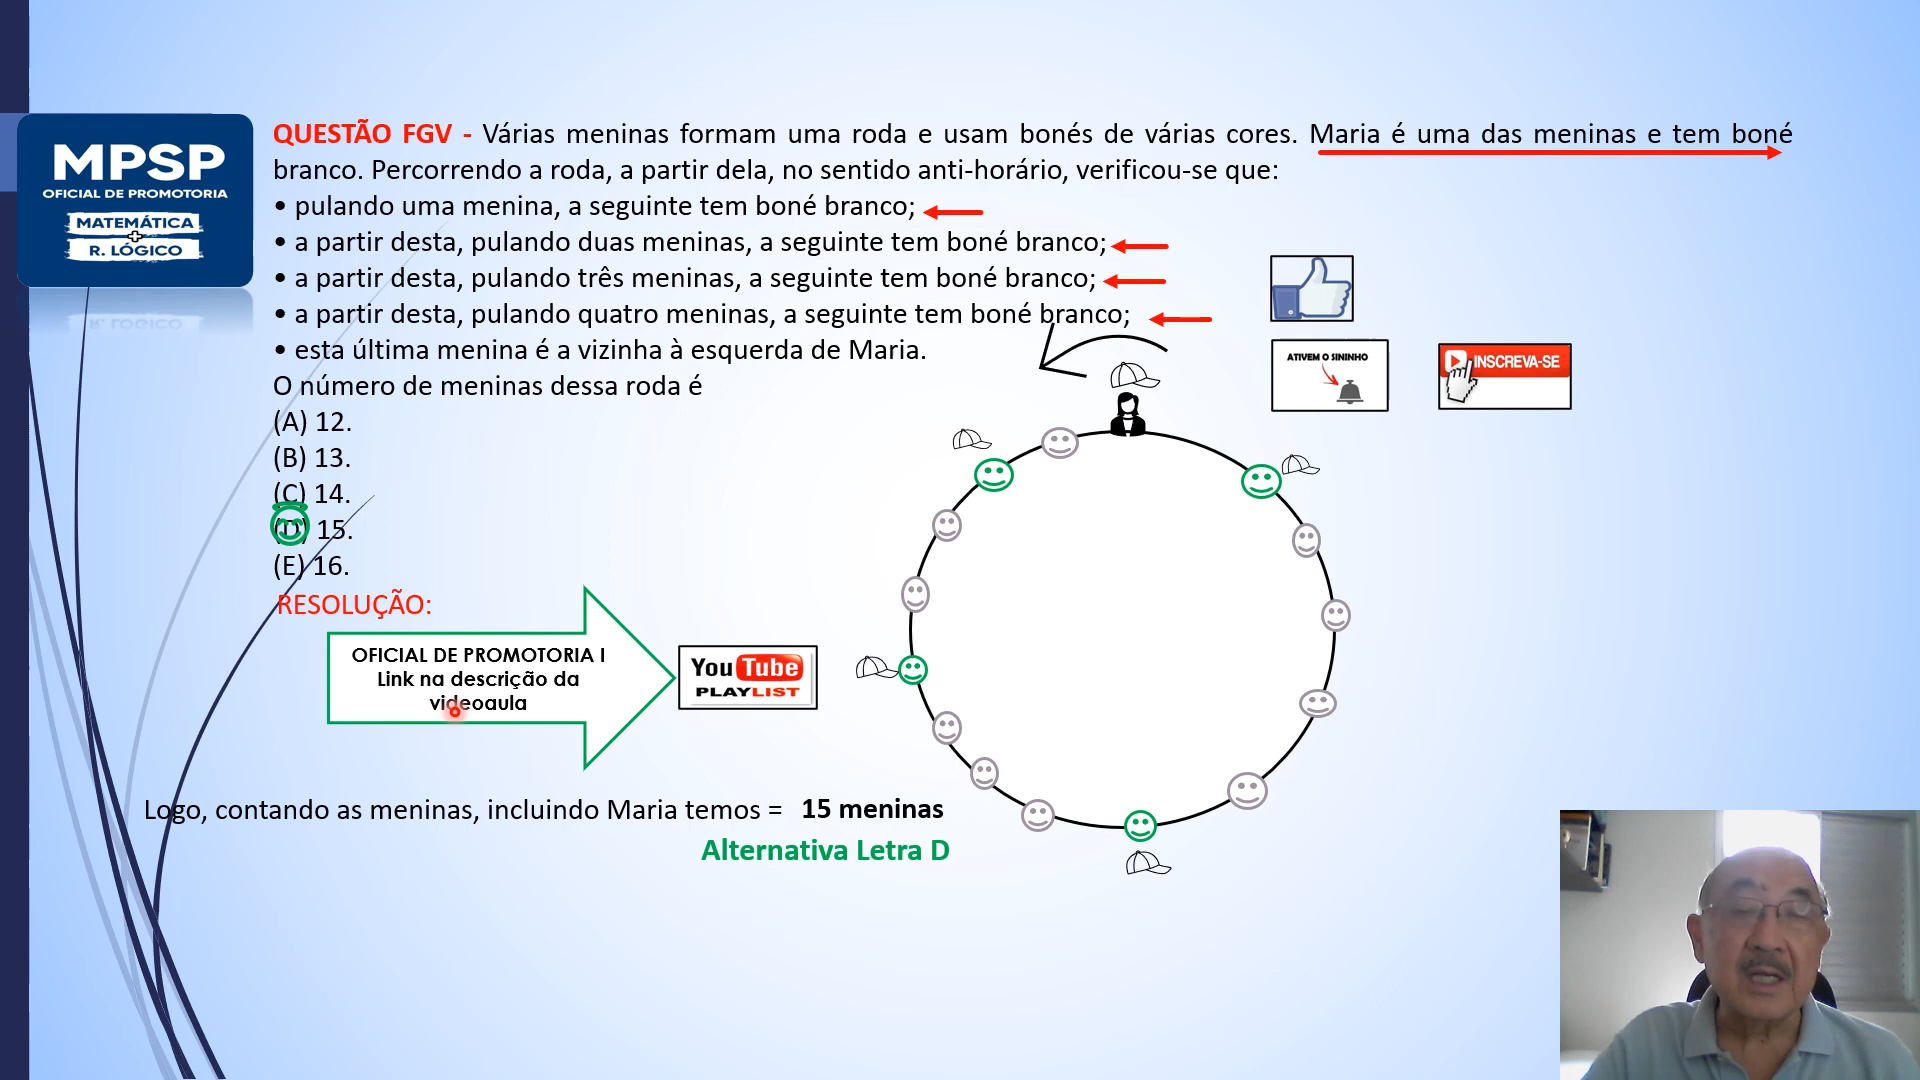 MPSP
OFICIAL DE PROMOTORIA
MATEMÁTICA
+
R. LÓGICO
QUESTÃO FGV - Várias meninas formam uma roda e usam bonés de várias cores. Maria é uma das meninas e tem boné
branco. Percorrendo a roda, a partir dela, no sentido anti-horário, verificou-se que:
• pulando uma menina, a seguinte tem boné branco;
• a partir desta, pulando duas meninas, a seguinte tem boné branco;
• a partir desta, pulando três meninas, a seguinte tem boné branco;
• a partir desta, pulando quatro meninas, a seguinte tem boné branco;
• esta última menina é a vizinha à esquerda de Maria.
O número de meninas dessa roda é
(A) 12.
(B) 13.
(C) 14.
(D) 15.
(E) 16.
ATIVEM O SININHO
INSCREVA-SE
RESOLUÇÃO:
OFICIAL DE PROMOTORIA I
Link na descrição da
videoaula
YouTube
PLAYLIST
Logo, contando as meninas, incluindo Maria temos = 15 meninas
Alternativa Letra D